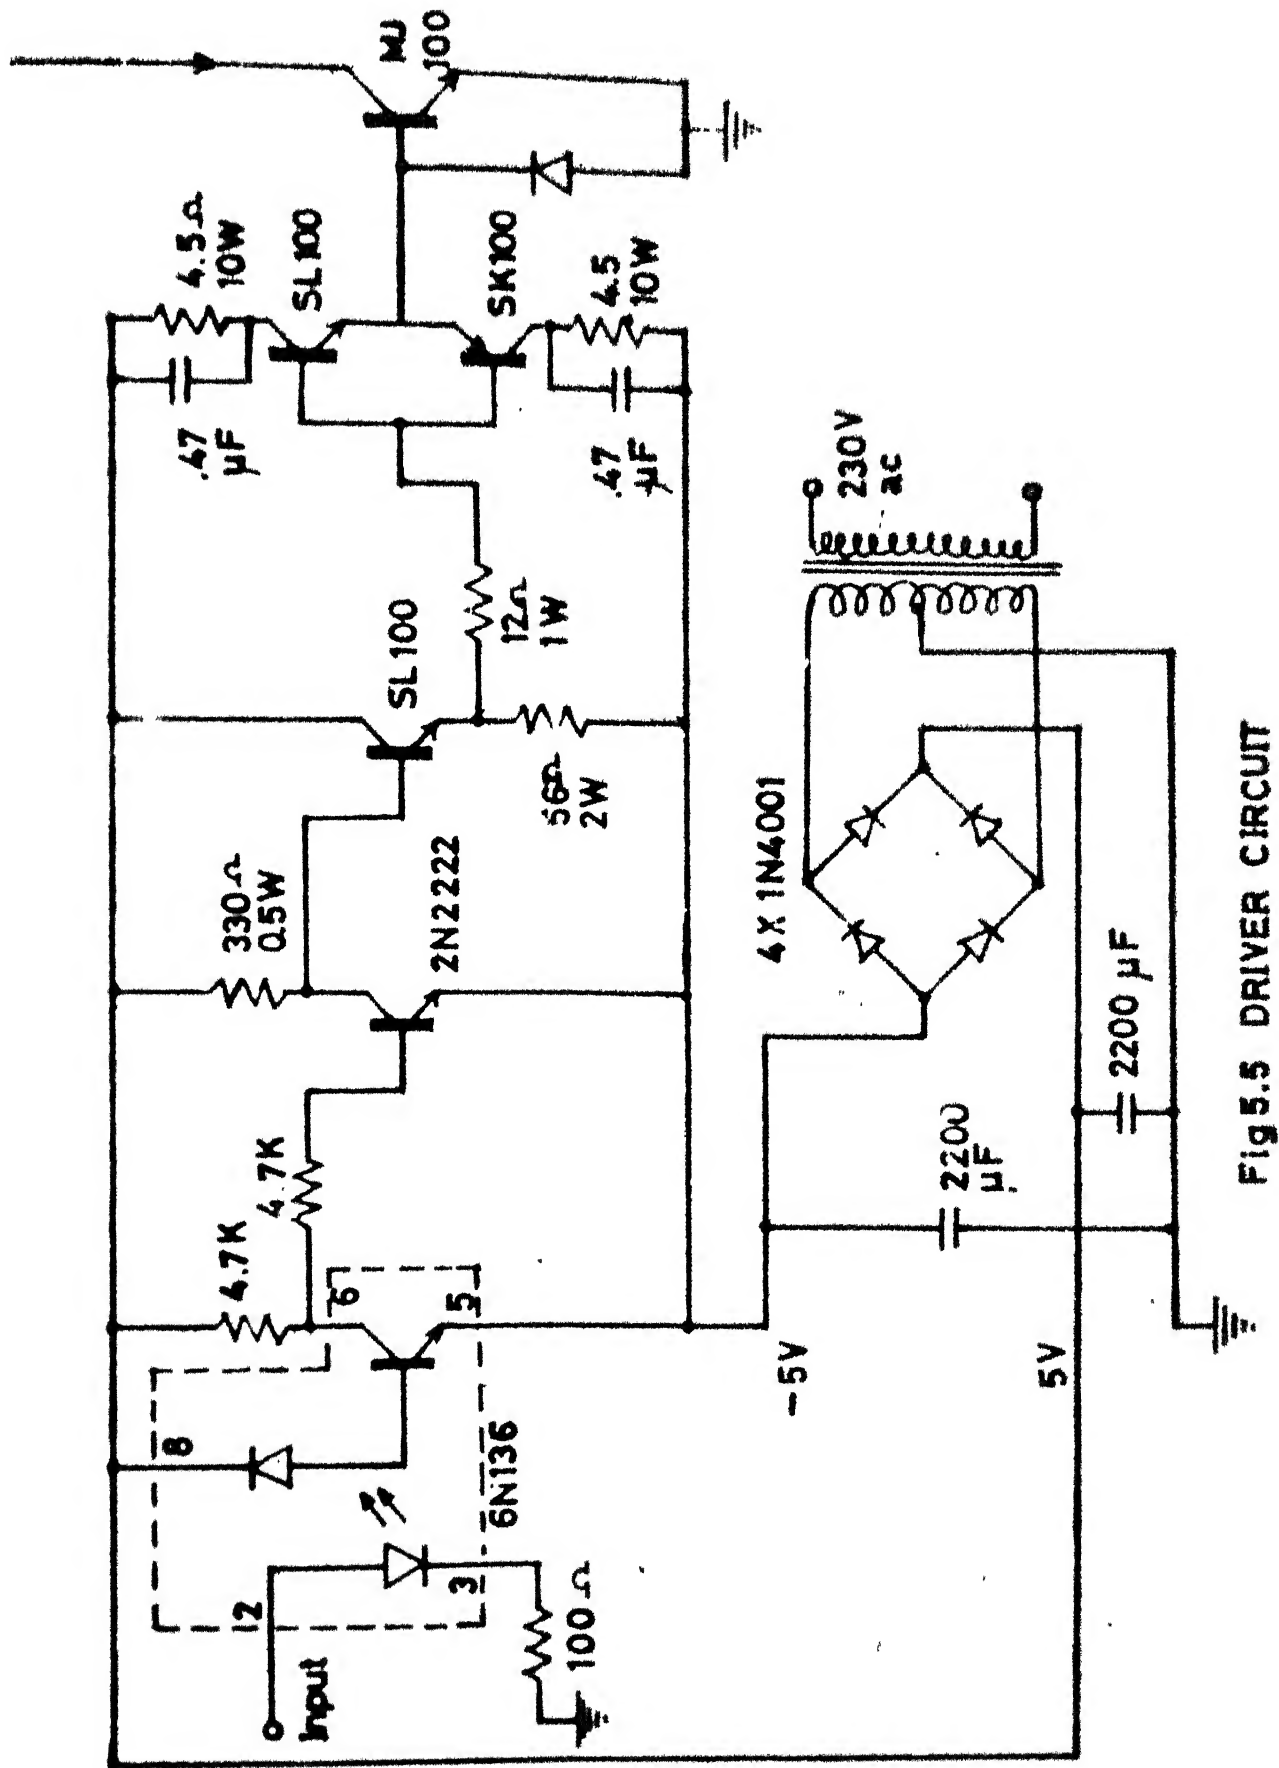 MJ
100
4.5Ω
10W
SL100
.47
µF
SK100
4.5
10W
.47
µF
SL100
12Ω
1W
56Ω
2W
330Ω
0.5W
2N2222
4.7K
4.7K
6
5
8
2
3
6N136
Input
100Ω
230V
ac
4X1N4001
2200
µF
2200 µF
-5V
5V
Fig 5.5 DRIVER CIRCUIT